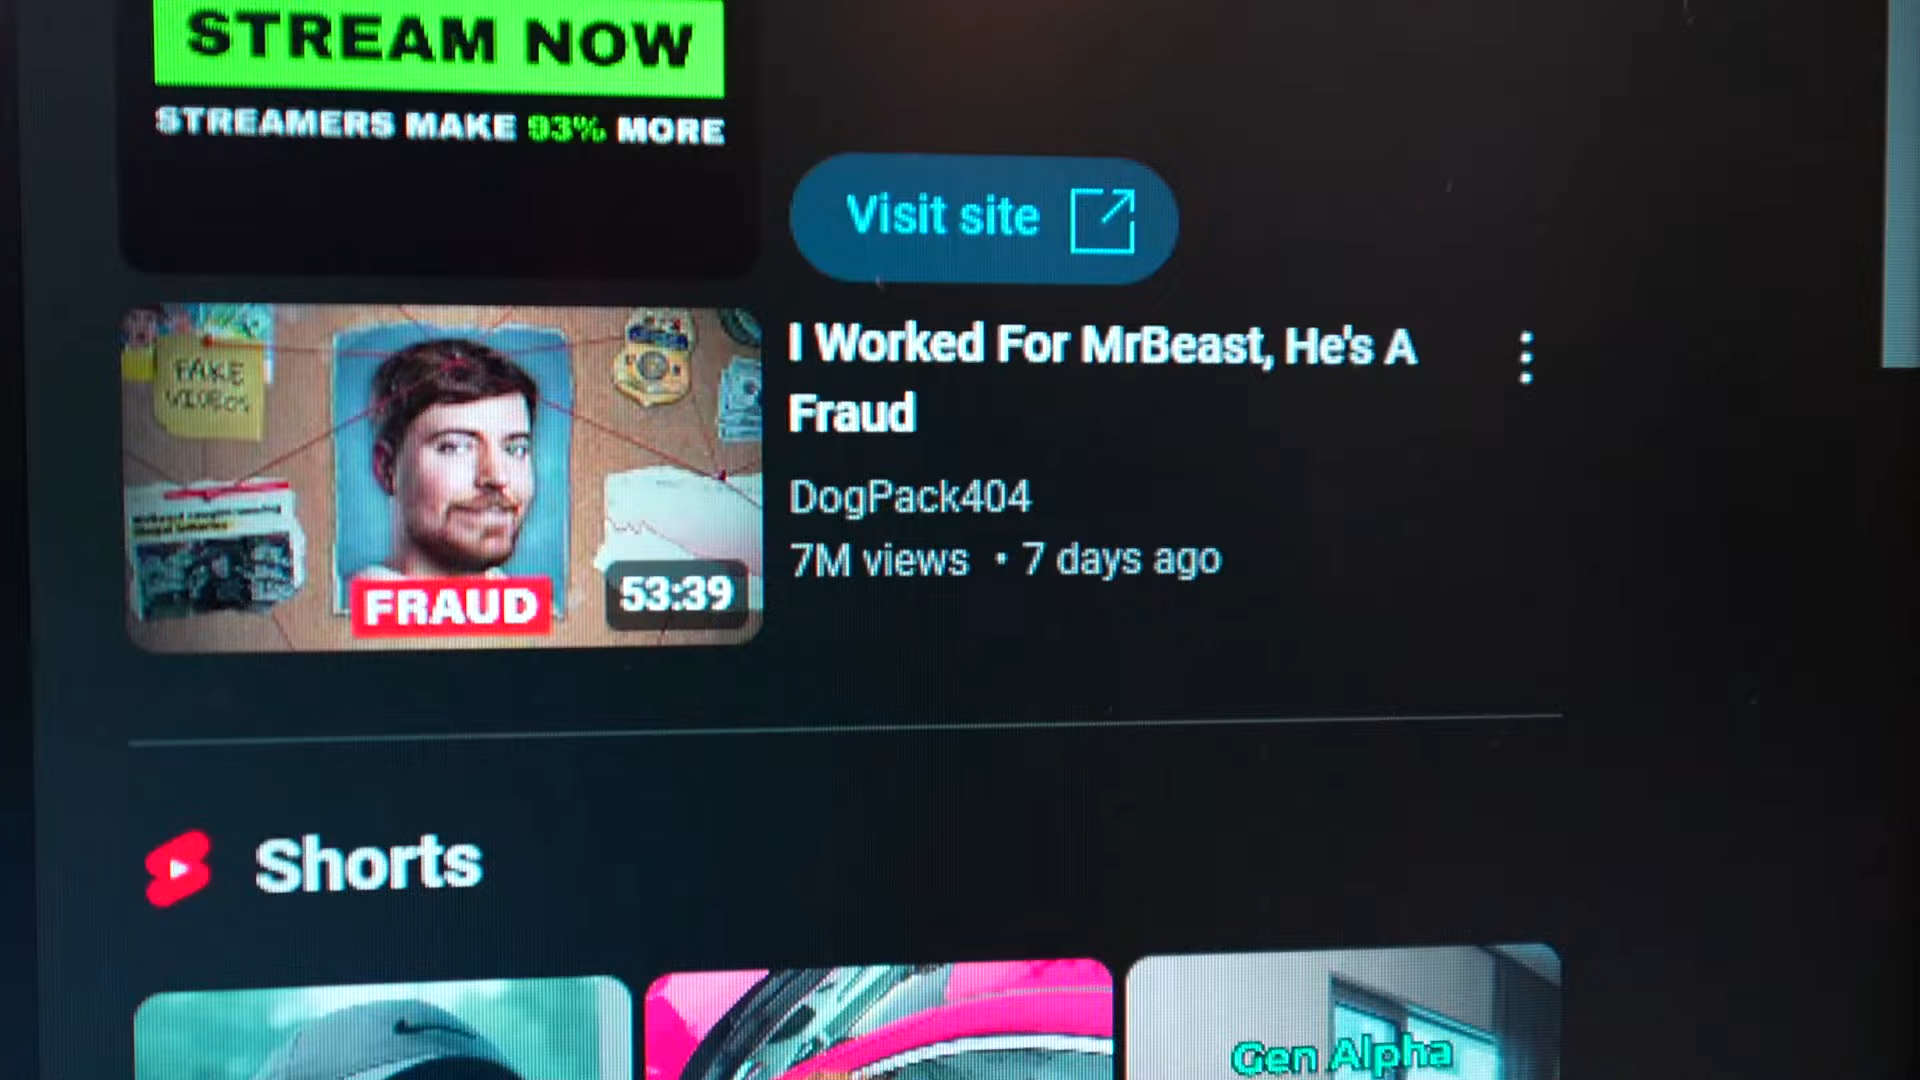 STREAM NOW
STREAMERS MAKE 93% MORE
Visit site
I Worked For MrBeast, He's A
Fraud
DogPack404
7M views • 7 days ago
FAKE
VIDEOS
FRAUD
53:39
Shorts
Gen Alpha